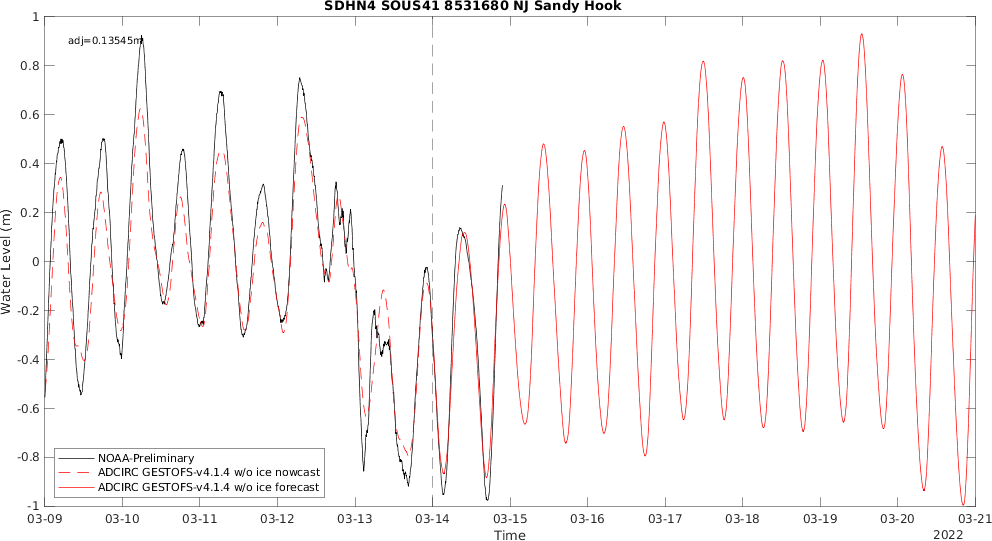 SDHN4 SOUS41 8531680 NJ Sandy Hook
adj=0.13545m
Water Level (m)
1
0.8
0.6
0.4
0.2
0
-0.2
-0.4
-0.6
-0.8
-1
NOAA-Preliminary
ADCIRC GESTOFS-v4.1.4 w/o ice nowcast
ADCIRC GESTOFS-v4.1.4 w/o ice forecast
03-09 03-10 03-11 03-12 03-13 03-14 03-15 03-16 03-17 03-18 03-19 03-20 03-21
Time
2022